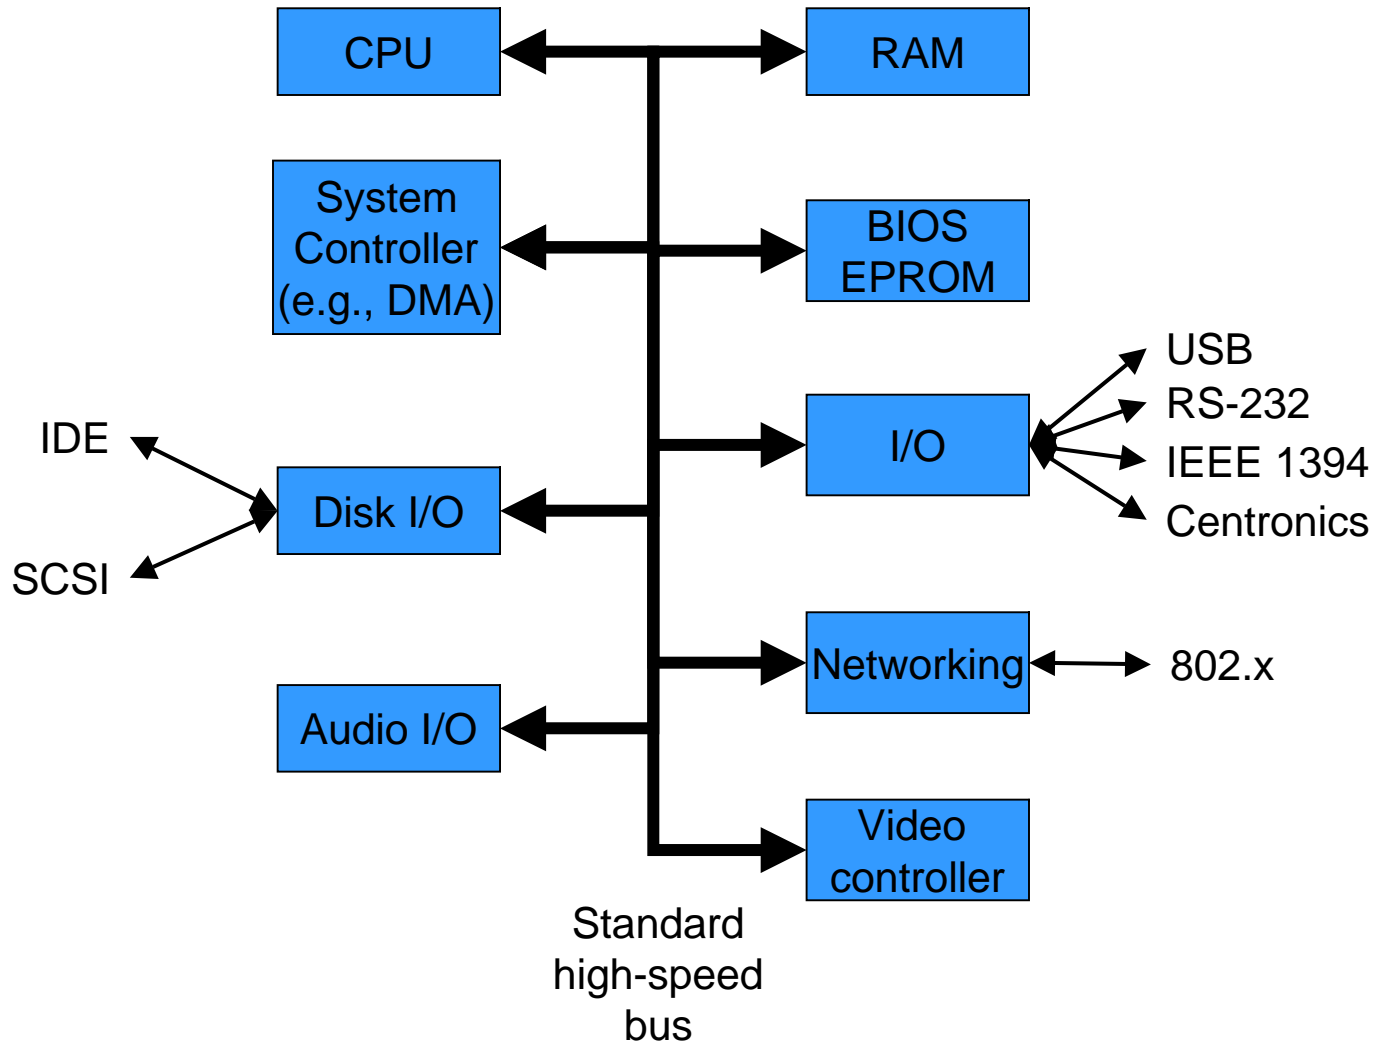 CPU
RAM
System
Controller
(e.g., DMA)
BIOS
EPROM
USB
RS-232
IEEE 1394
Centronics
I/O
IDE
SCSI
Disk I/O
Networking
802.x
Audio I/O
Video
controller
Standard
high-speed
bus